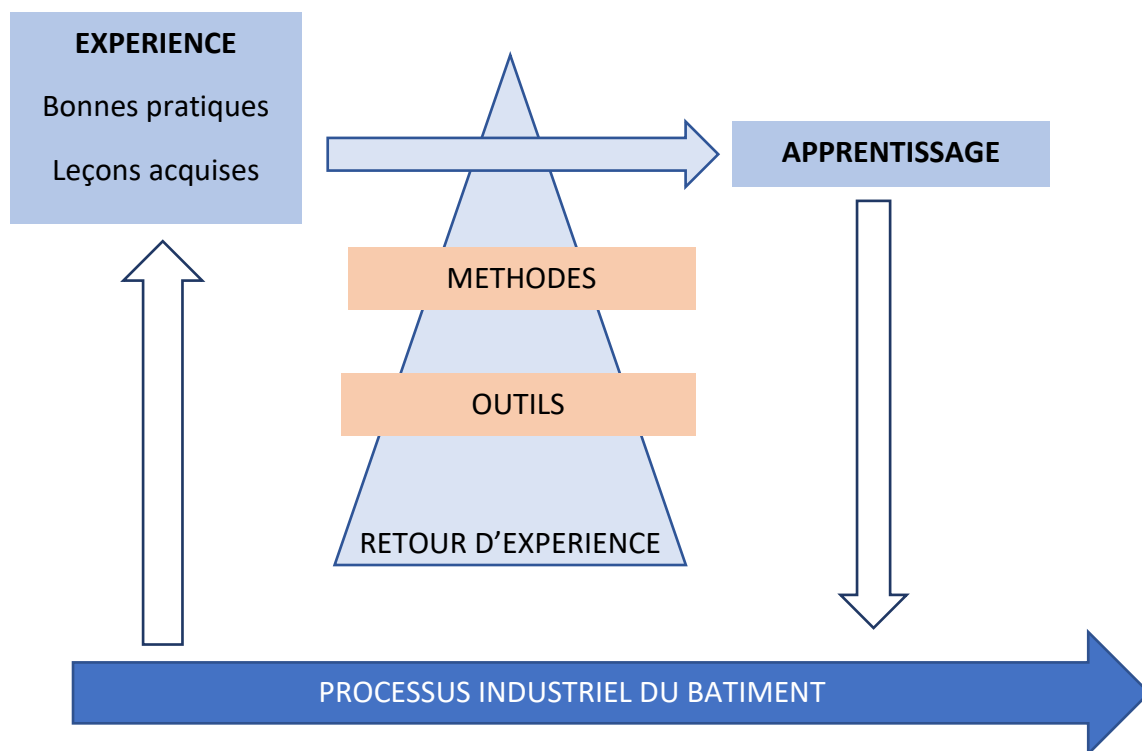 EXPERIENCE
Bonnes pratiques
Leçons acquises
APPRENTISSAGE
METHODES
OUTILS
RETOUR D’EXPERIENCE
PROCESSUS INDUSTRIEL DU BATIMENT